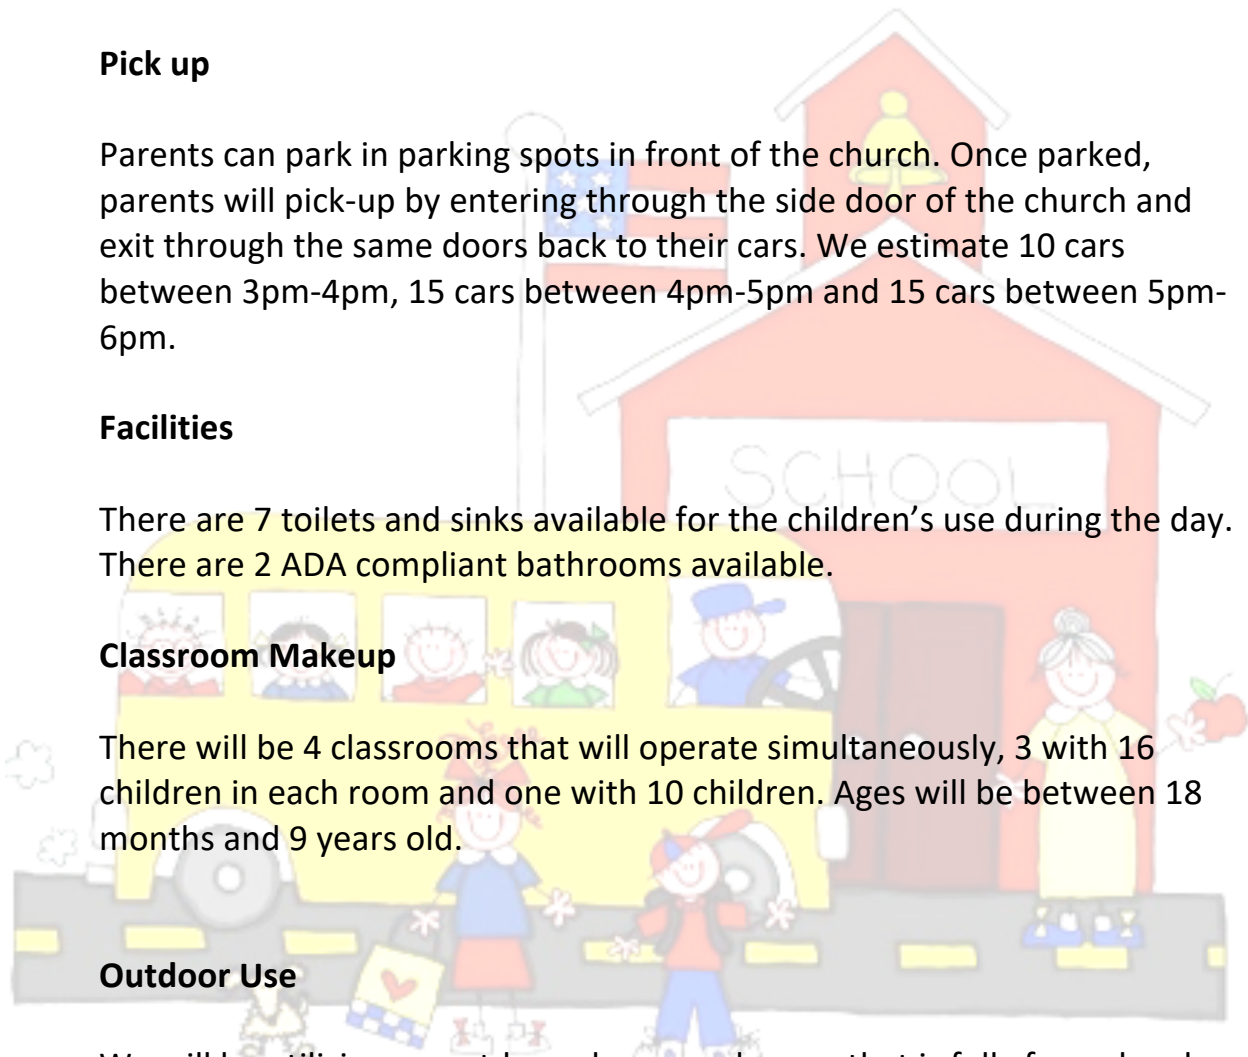 Pick up
Parents can park in parking spots in front of the church. Once parked,
parents will pick-up by entering through the side door of the church and
exit through the same doors back to their cars. We estimate 10 cars
between 3pm-4pm, 15 cars between 4pm-5pm and 15 cars between 5pm-
6pm.
Facilities
SCHOOL
There are 7 toilets and sinks available for the children’s use during the day.
There are 2 ADA compliant bathrooms available.
Classroom Makeup
There will be 4 classrooms that will operate simultaneously, 3 with 16
children in each room and one with 10 children. Ages will be between 18
months and 9 years old.
Outdoor Use